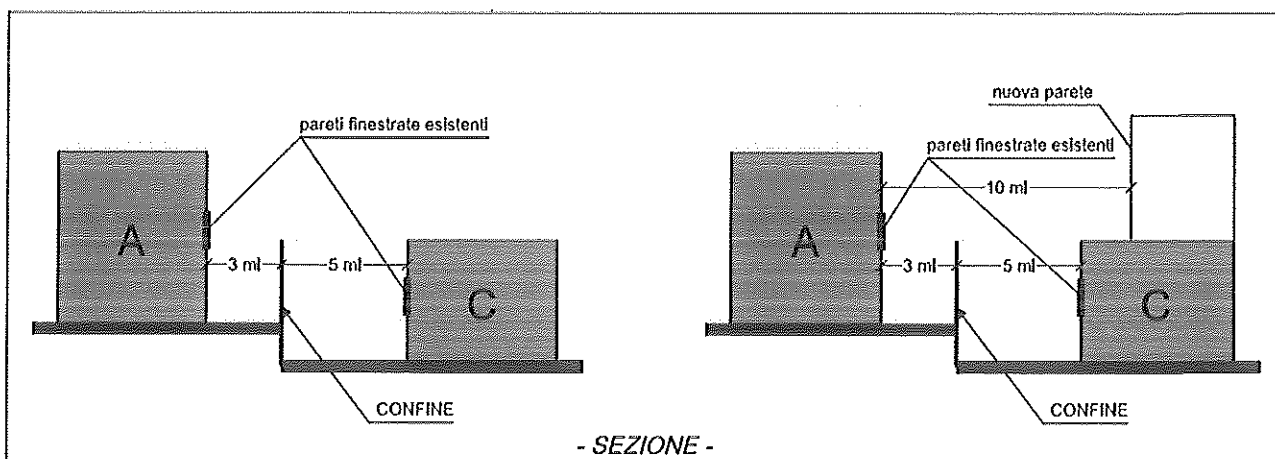 pareti finestrate esistenti
A
3 ml
5 ml
C
CONFINE
nuova parete
pareti finestrate esistenti
10 ml
A
3 ml
5 ml
C
CONFINE
- SEZIONE -